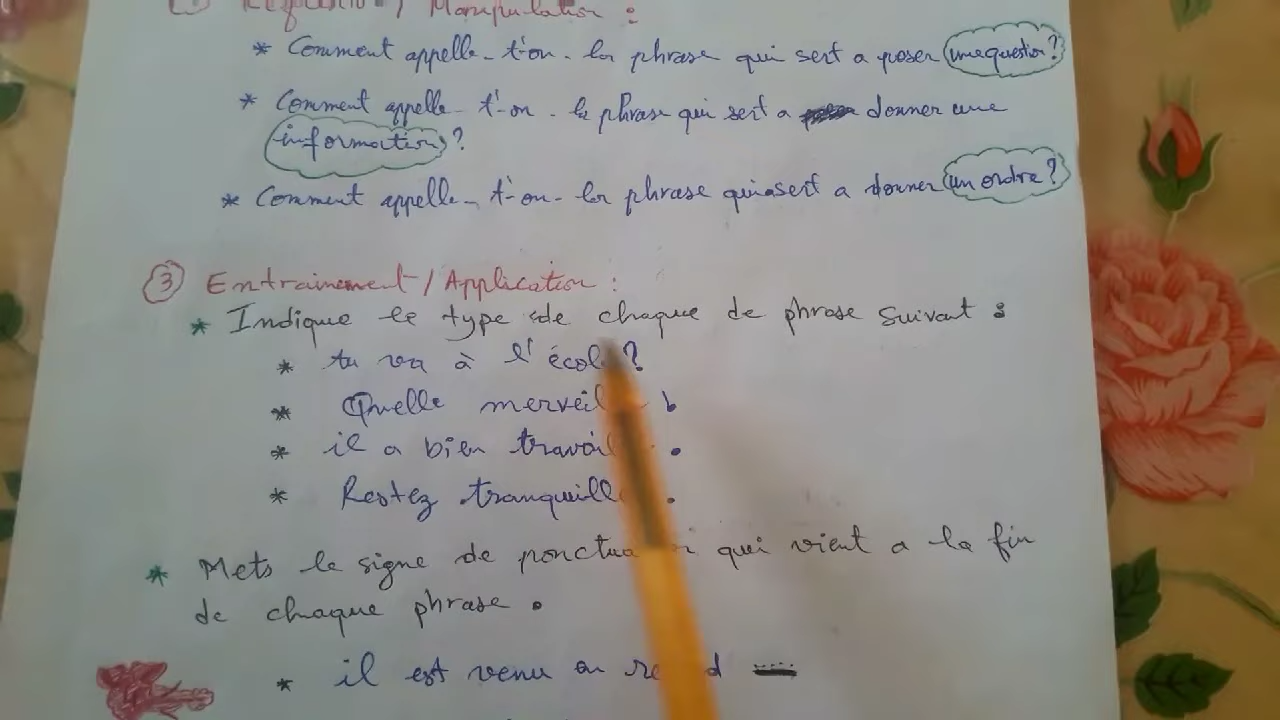 Manipulation :
* Comment appelle-t'on-la phrase qui sert a poser une question ?
* Comment appelle-t'-on-la phrase qui sert a donner une
information ?
* Comment appelle-t'-on-la phrase qui sert a donner un ordre ?
③ Entrainement / Application :
* Indique le type de chaque de phrase suivant :
* tu va à l'école ?
* Quelle !
* il a bien .
* Restez .
* Mets le signe de qui vient a la fin
de chaque phrase .
* il est venu en